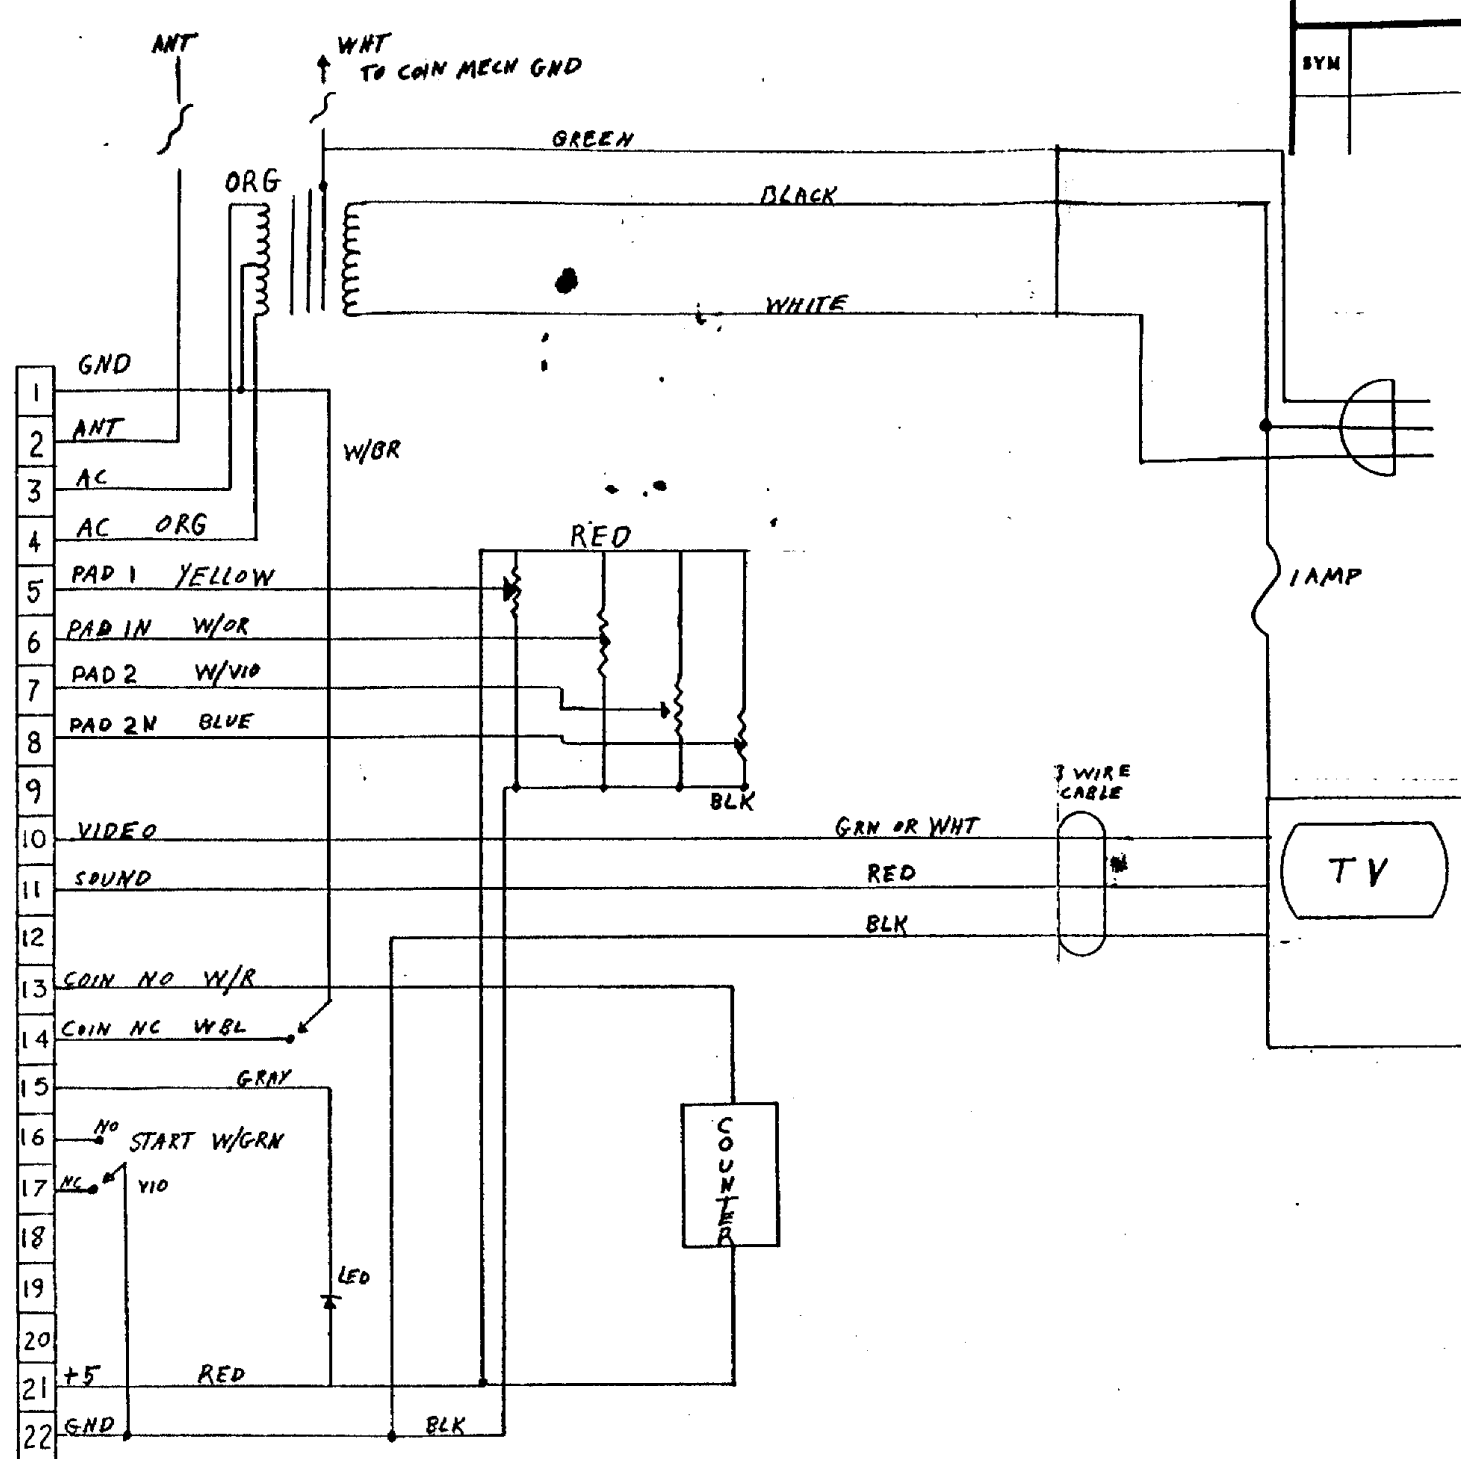 ANT
WHT
TO COIN MECH GND
SYM
GREEN
ORG
BLACK
WHITE
GND
1
W/BR
ANT
2
AC
3
AC ORG
4
RED
PAD 1 YELLOW
5
1 AMP
PAD 1N W/OR
6
PAD 2 W/VIO
7
PAD 2N BLUE
8
9
BLK
3 WIRE
CABLE
VIDEO
10
GRN OR WHT
TV
SOUND
11
RED
12
BLK
COIN NO W/R
13
COIN NC WBL
14
GRAY
15
NO
16
START W/GRN
COUNTER
NC
17
VIO
18
19
LED
20
+5 RED
21
GND
22
BLK